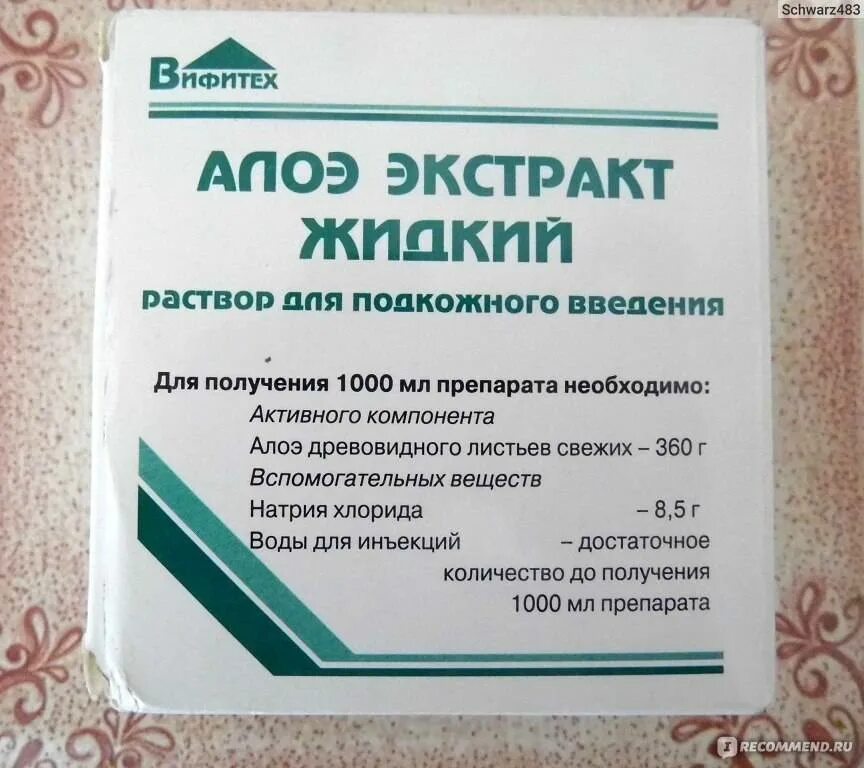 Schwarz483
ВИФИТЕХ
АЛОЭ ЭКСТРАКТ
ЖИДКИЙ
раствор для подкожного введения
Для получения 1000 мл препарата необходимо:
Активного компонента
Алоэ древовидного листьев свежих – 360 г
Вспомогательных веществ
Натрия хлорида – 8,5 г
Воды для инъекций – достаточное
количество до получения
1000 мл препарата
IRECOMMEND.RU